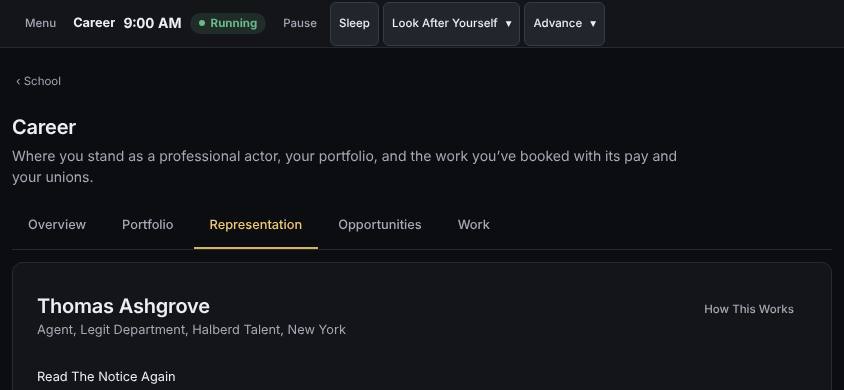 Menu Career 9:00 AM Running Pause Sleep Look After Yourself ▾ Advance ▾
‹ School
Career
Where you stand as a professional actor, your portfolio, and the work you’ve booked with its pay and
your unions.
Overview Portfolio Representation Opportunities Work
Thomas Ashgrove
How This Works
Agent, Legit Department, Halberd Talent, New York
Read The Notice Again